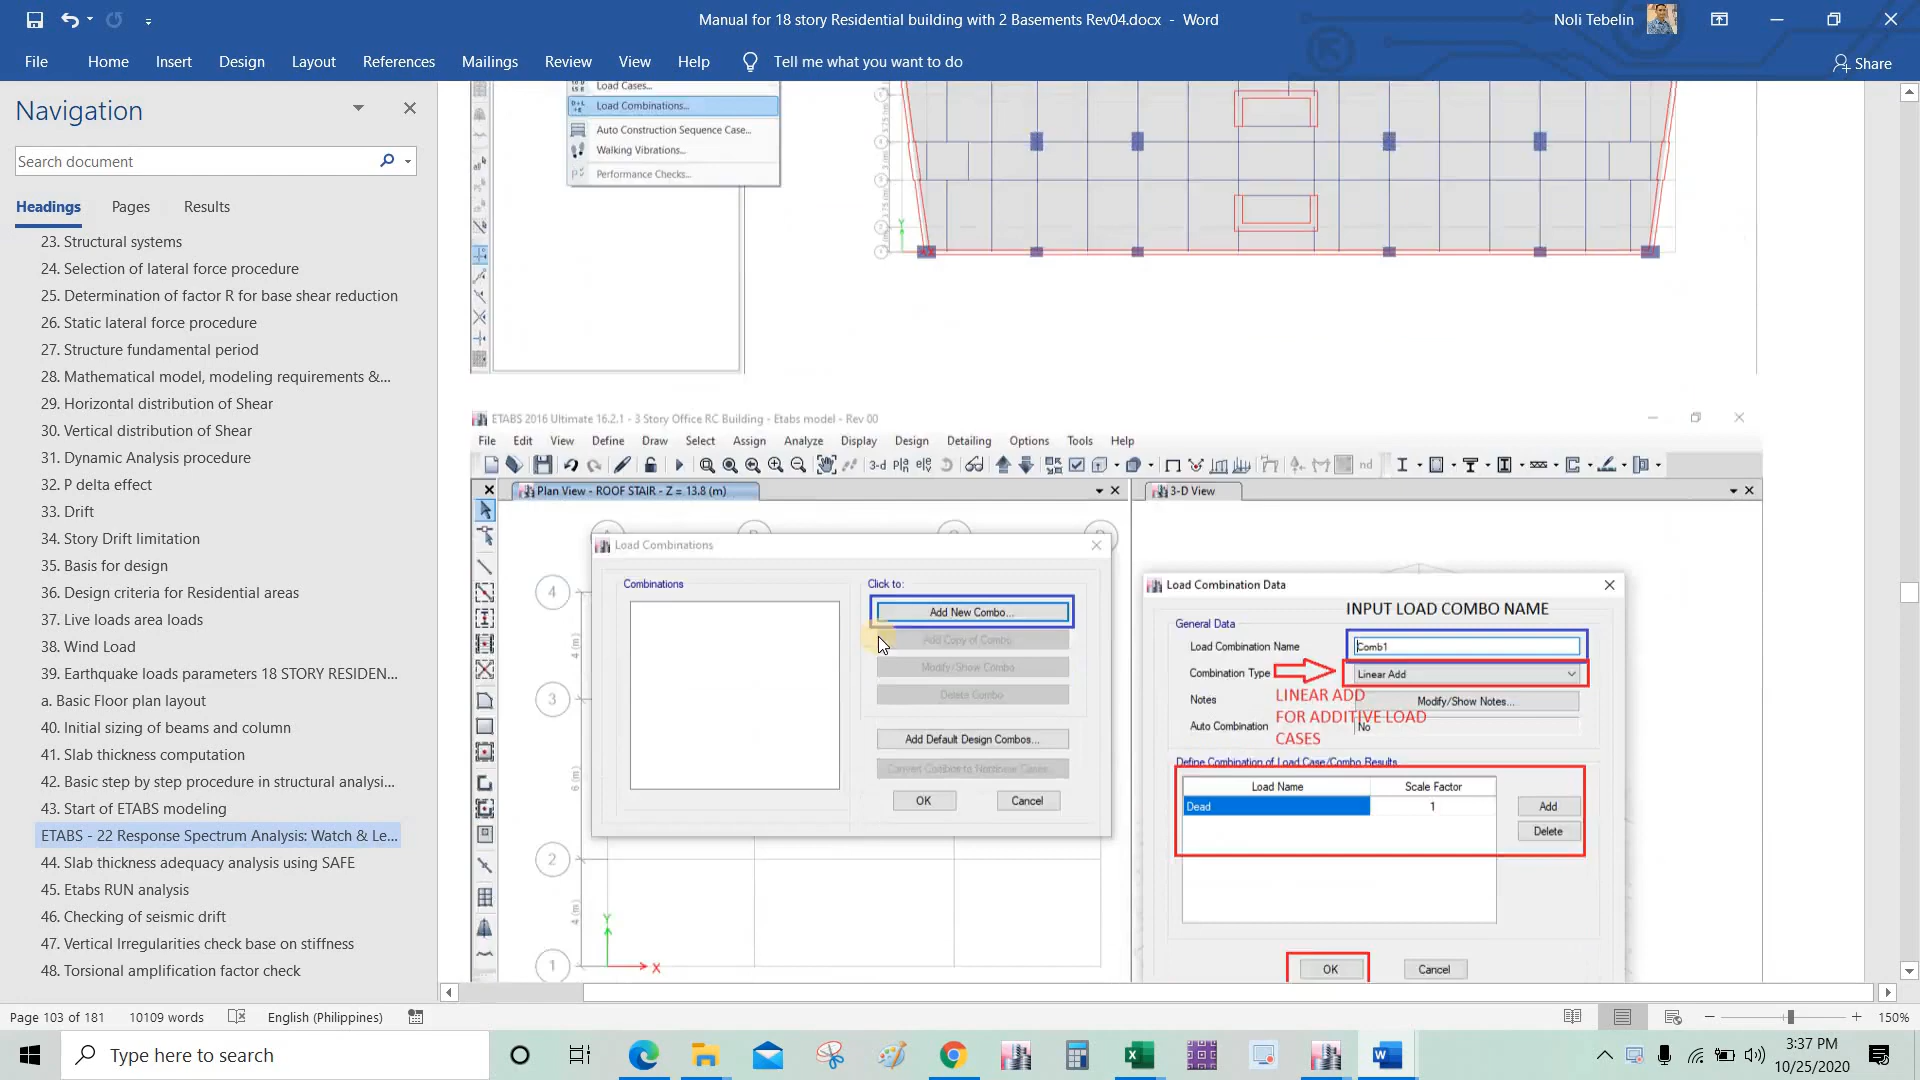 Manual for 18 story Residential building with 2 Basements Rev04.docx - Word
Noli Tebelin
File Home Insert Design Layout References Mailings Review View Help Tell me what you want to do
Share
Navigation
Search document
Headings Pages Results
23. Structural systems
24. Selection of lateral force procedure
25. Determination of factor R for base shear reduction
26. Static lateral force procedure
27. Structure fundamental period
28. Mathematical model, modeling requirements &...
29. Horizontal distribution of Shear
30. Vertical distribution of Shear
31. Dynamic Analysis procedure
32. P delta effect
33. Drift
34. Story Drift limitation
35. Basis for design
36. Design criteria for Residential areas
37. Live loads area loads
38. Wind Load
39. Earthquake loads parameters 18 STORY RESIDEN...
a. Basic Floor plan layout
40. Initial sizing of beams and column
41. Slab thickness computation
42. Basic step by step procedure in structural analysi...
43. Start of ETABS modeling
ETABS - 22 Response Spectrum Analysis: Watch & Le...
44. Slab thickness adequacy analysis using SAFE
45. Etabs RUN analysis
46. Checking of seismic drift
47. Vertical Irregularities check base on stiffness
48. Torsional amplification factor check
Load Cases...
Load Combinations...
Auto Construction Sequence Case...
Walking Vibrations...
Performance Checks...
Y
ETABS 2016 Ultimate 16.2.1 - 3 Story Office RC Building - Etabs model - Rev 00
File Edit View Define Draw Select Assign Analyze Display Design Detailing Options Tools Help
3-d
nd
Plan View - ROOF STAIR - Z = 13.8 (m)
3-D View
4
3
2
1
4 (m)
6 (m)
4 (m)
Y
X
Load Combinations
Combinations
Click to:
Add New Combo...
Add Copy of Combo
Modify/Show Combo
Delete Combo
Add Default Design Combos...
Convert Combos to Nonlinear Cases...
OK Cancel
Load Combination Data
INPUT LOAD COMBO NAME
General Data
Load Combination Name Comb1
Combination Type Linear Add
LINEAR ADD
FOR ADDITIVE LOAD
CASES
Notes Modify/Show Notes...
Auto Combination No
Define Combination of Load Case/Combo Results
Load Name Scale Factor
Dead 1
Add
Delete
OK Cancel
Page 103 of 181 10109 words English (Philippines)
150%
Type here to search
3:37 PM
10/25/2020